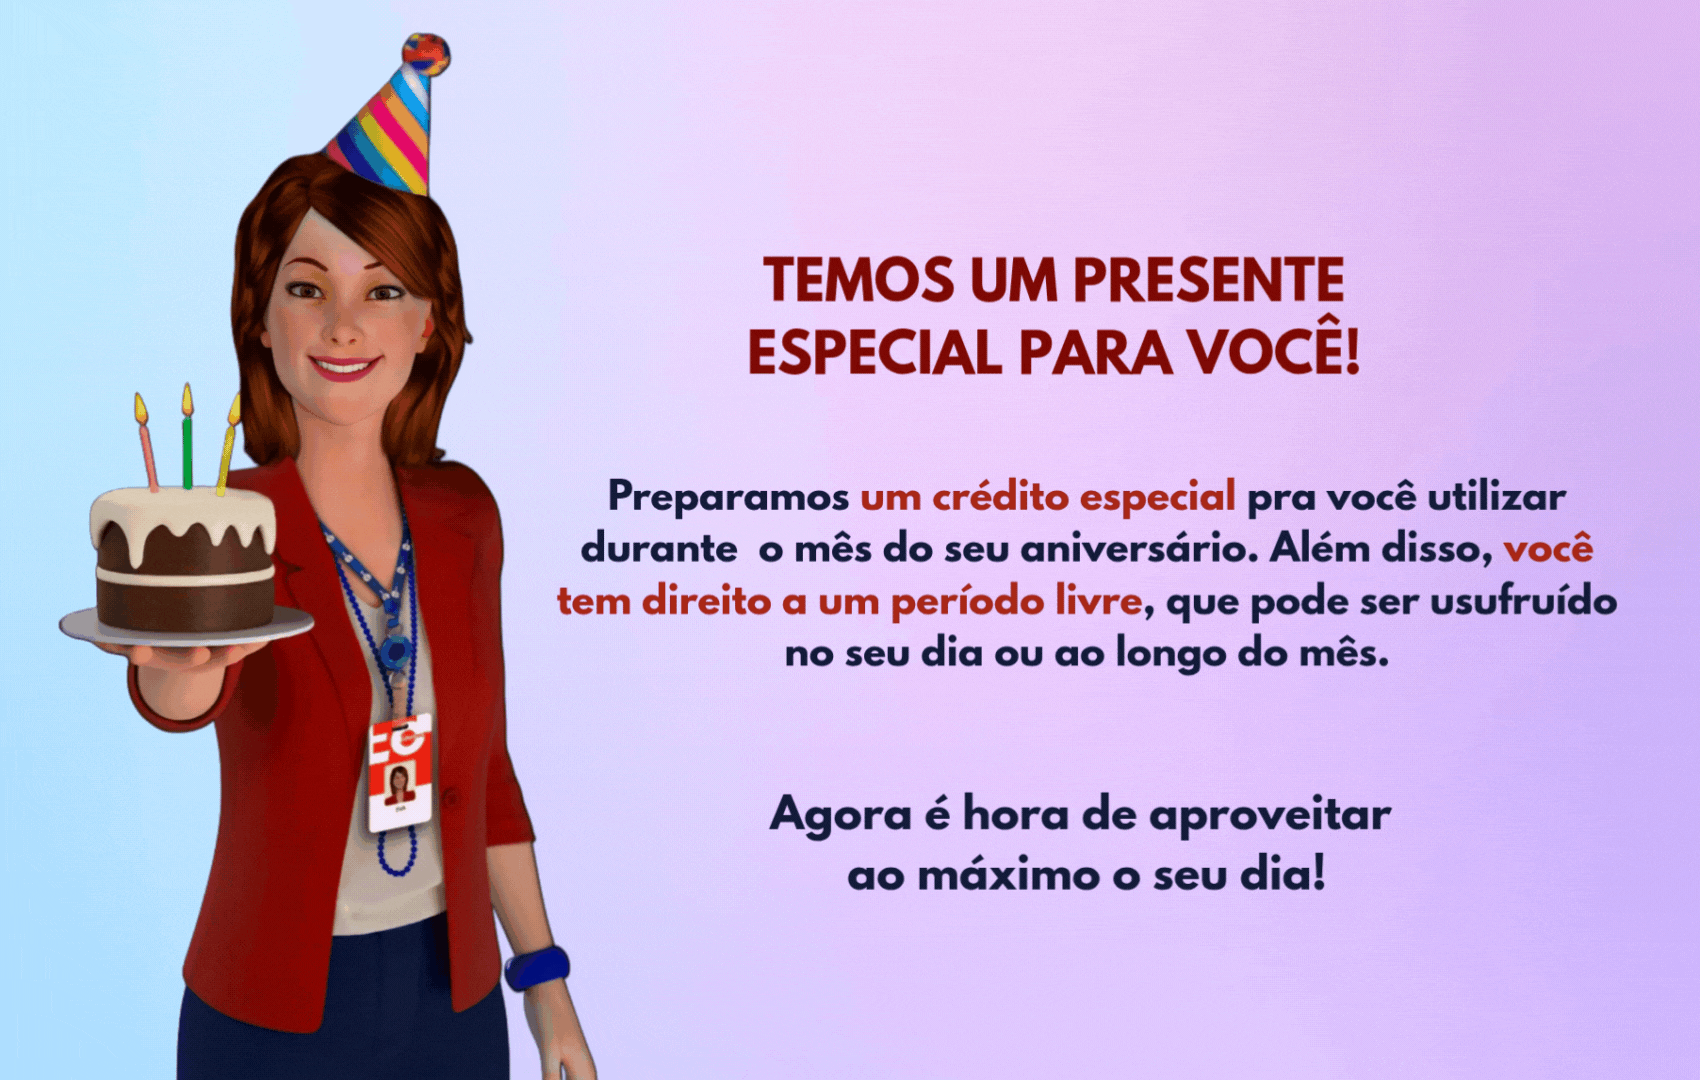 TEMOS UM PRESENTE
ESPECIAL PARA VOCÊ!
Preparamos um crédito especial pra você utilizar
durante o mês do seu aniversário. Além disso, você
tem direito a um período livre, que pode ser usufruído
no seu dia ou ao longo do mês.
Agora é hora de aproveitar
ao máximo o seu dia!